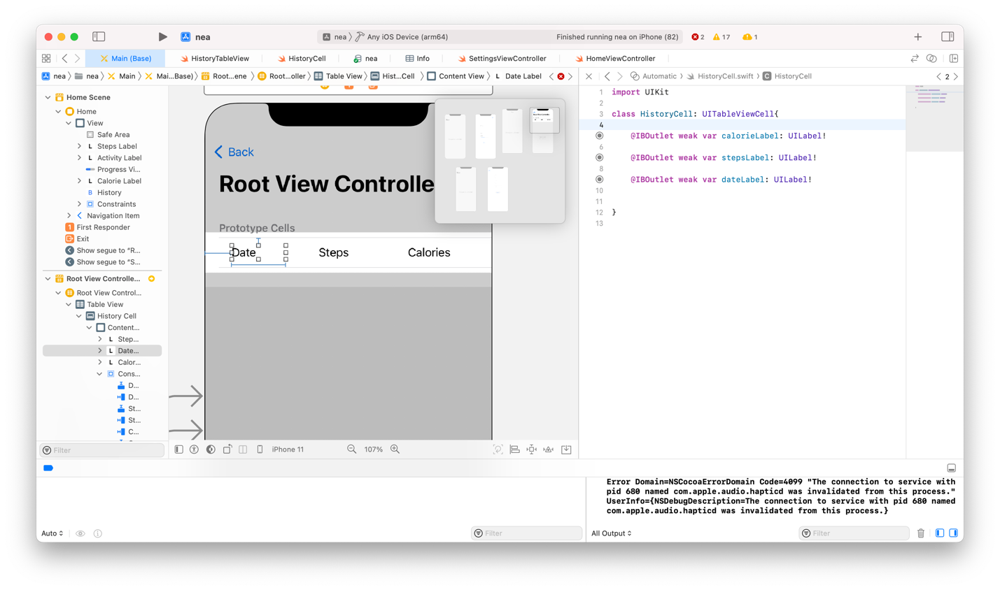 nea
nea
Any iOS Device (arm64)
Finished running nea on iPhone (82)
2
17
1
Main (Base)
HistoryTableView
HistoryCell
nea
Info
SettingsViewController
HomeViewController
nea
nea
Main
Mai...Base)
Root...ene
Root...oller
Table View
Hist...Cell
Content View
L Date Label
Automatic
HistoryCell.swift
C HistoryCell
2
Home Scene
Home
View
Safe Area
L Steps Label
L Activity Label
Progress Vi...
L Calorie Label
B History
Constraints
Navigation Item
1 First Responder
Exit
Show segue to “R...
Show segue to “S...
Root View Controlle...
Root View Control...
Table View
History Cell
Content...
L Step...
L Date...
L Calor...
Cons...
D...
D...
St...
St...
C...
Filter
Back
Root View Controlle
Prototype Cells
Date
Steps
Calories
iPhone 11
107%
1 import UIKit
2
3 class HistoryCell: UITableViewCell{
4
@IBOutlet weak var calorieLabel: UILabel!
6
@IBOutlet weak var stepsLabel: UILabel!
8
@IBOutlet weak var dateLabel: UILabel!
10
11
12 }
13
Error Domain=NSCocoaErrorDomain Code=4099 "The connection to service with
pid 680 named com.apple.audio.hapticd was invalidated from this process."
UserInfo={NSDebugDescription=The connection to service with pid 680 named
com.apple.audio.hapticd was invalidated from this process.}
Auto
Filter
All Output
Filter